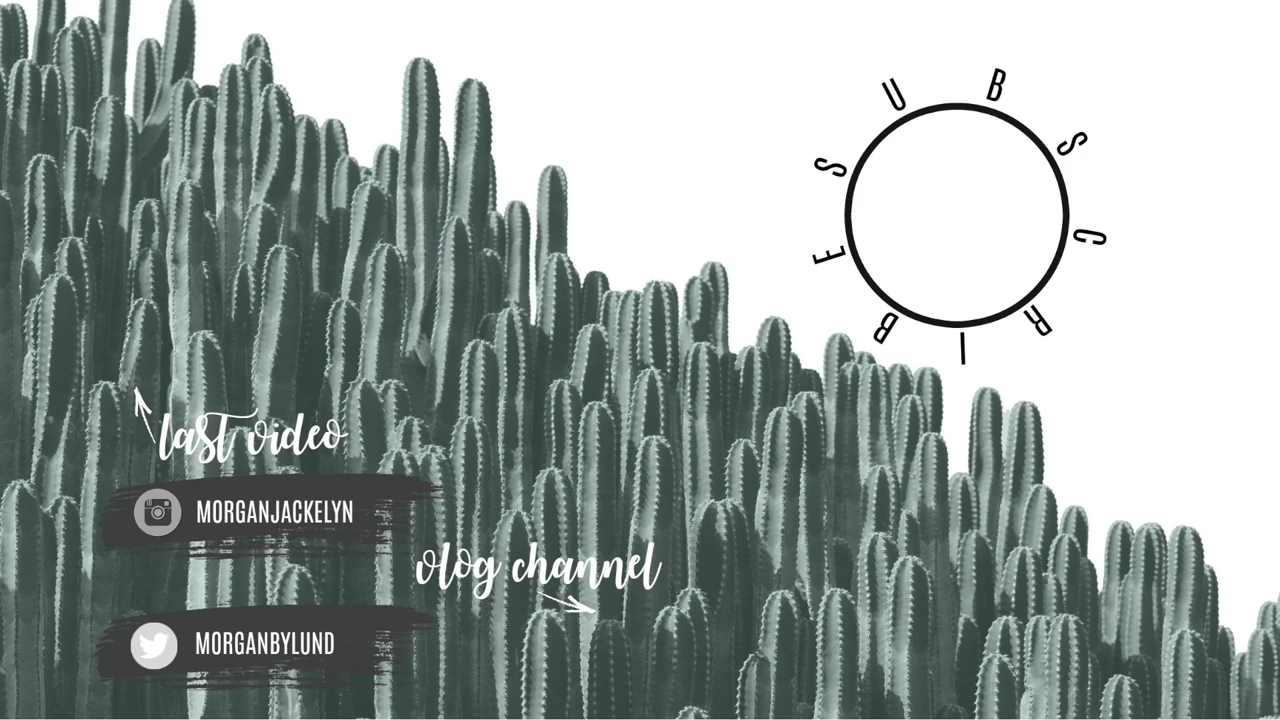 SUBSCRIBE
last video
MORGANJACKELYN
vlog channel
MORGANBYLUND